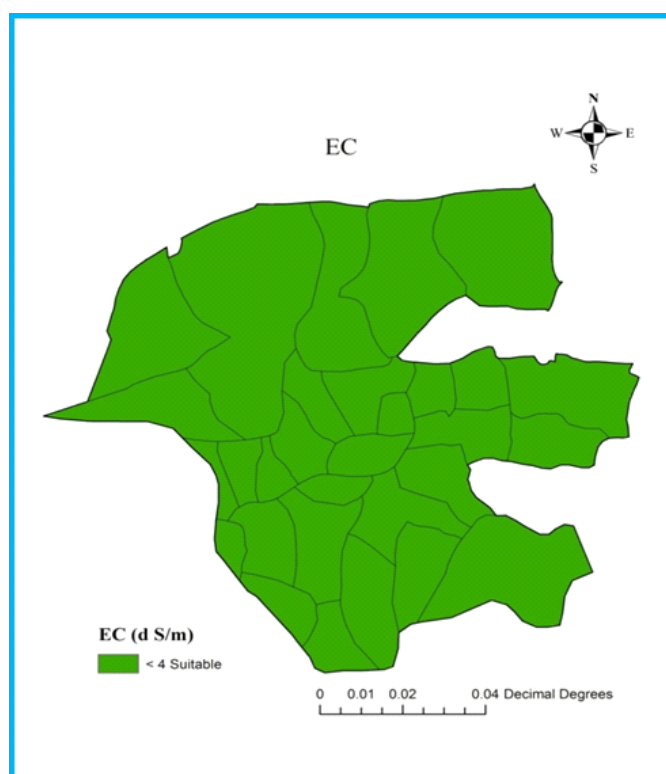 N
W E
S
EC
EC (d S/m)
< 4 Suitable
0 0.01 0.02 0.04 Decimal Degrees